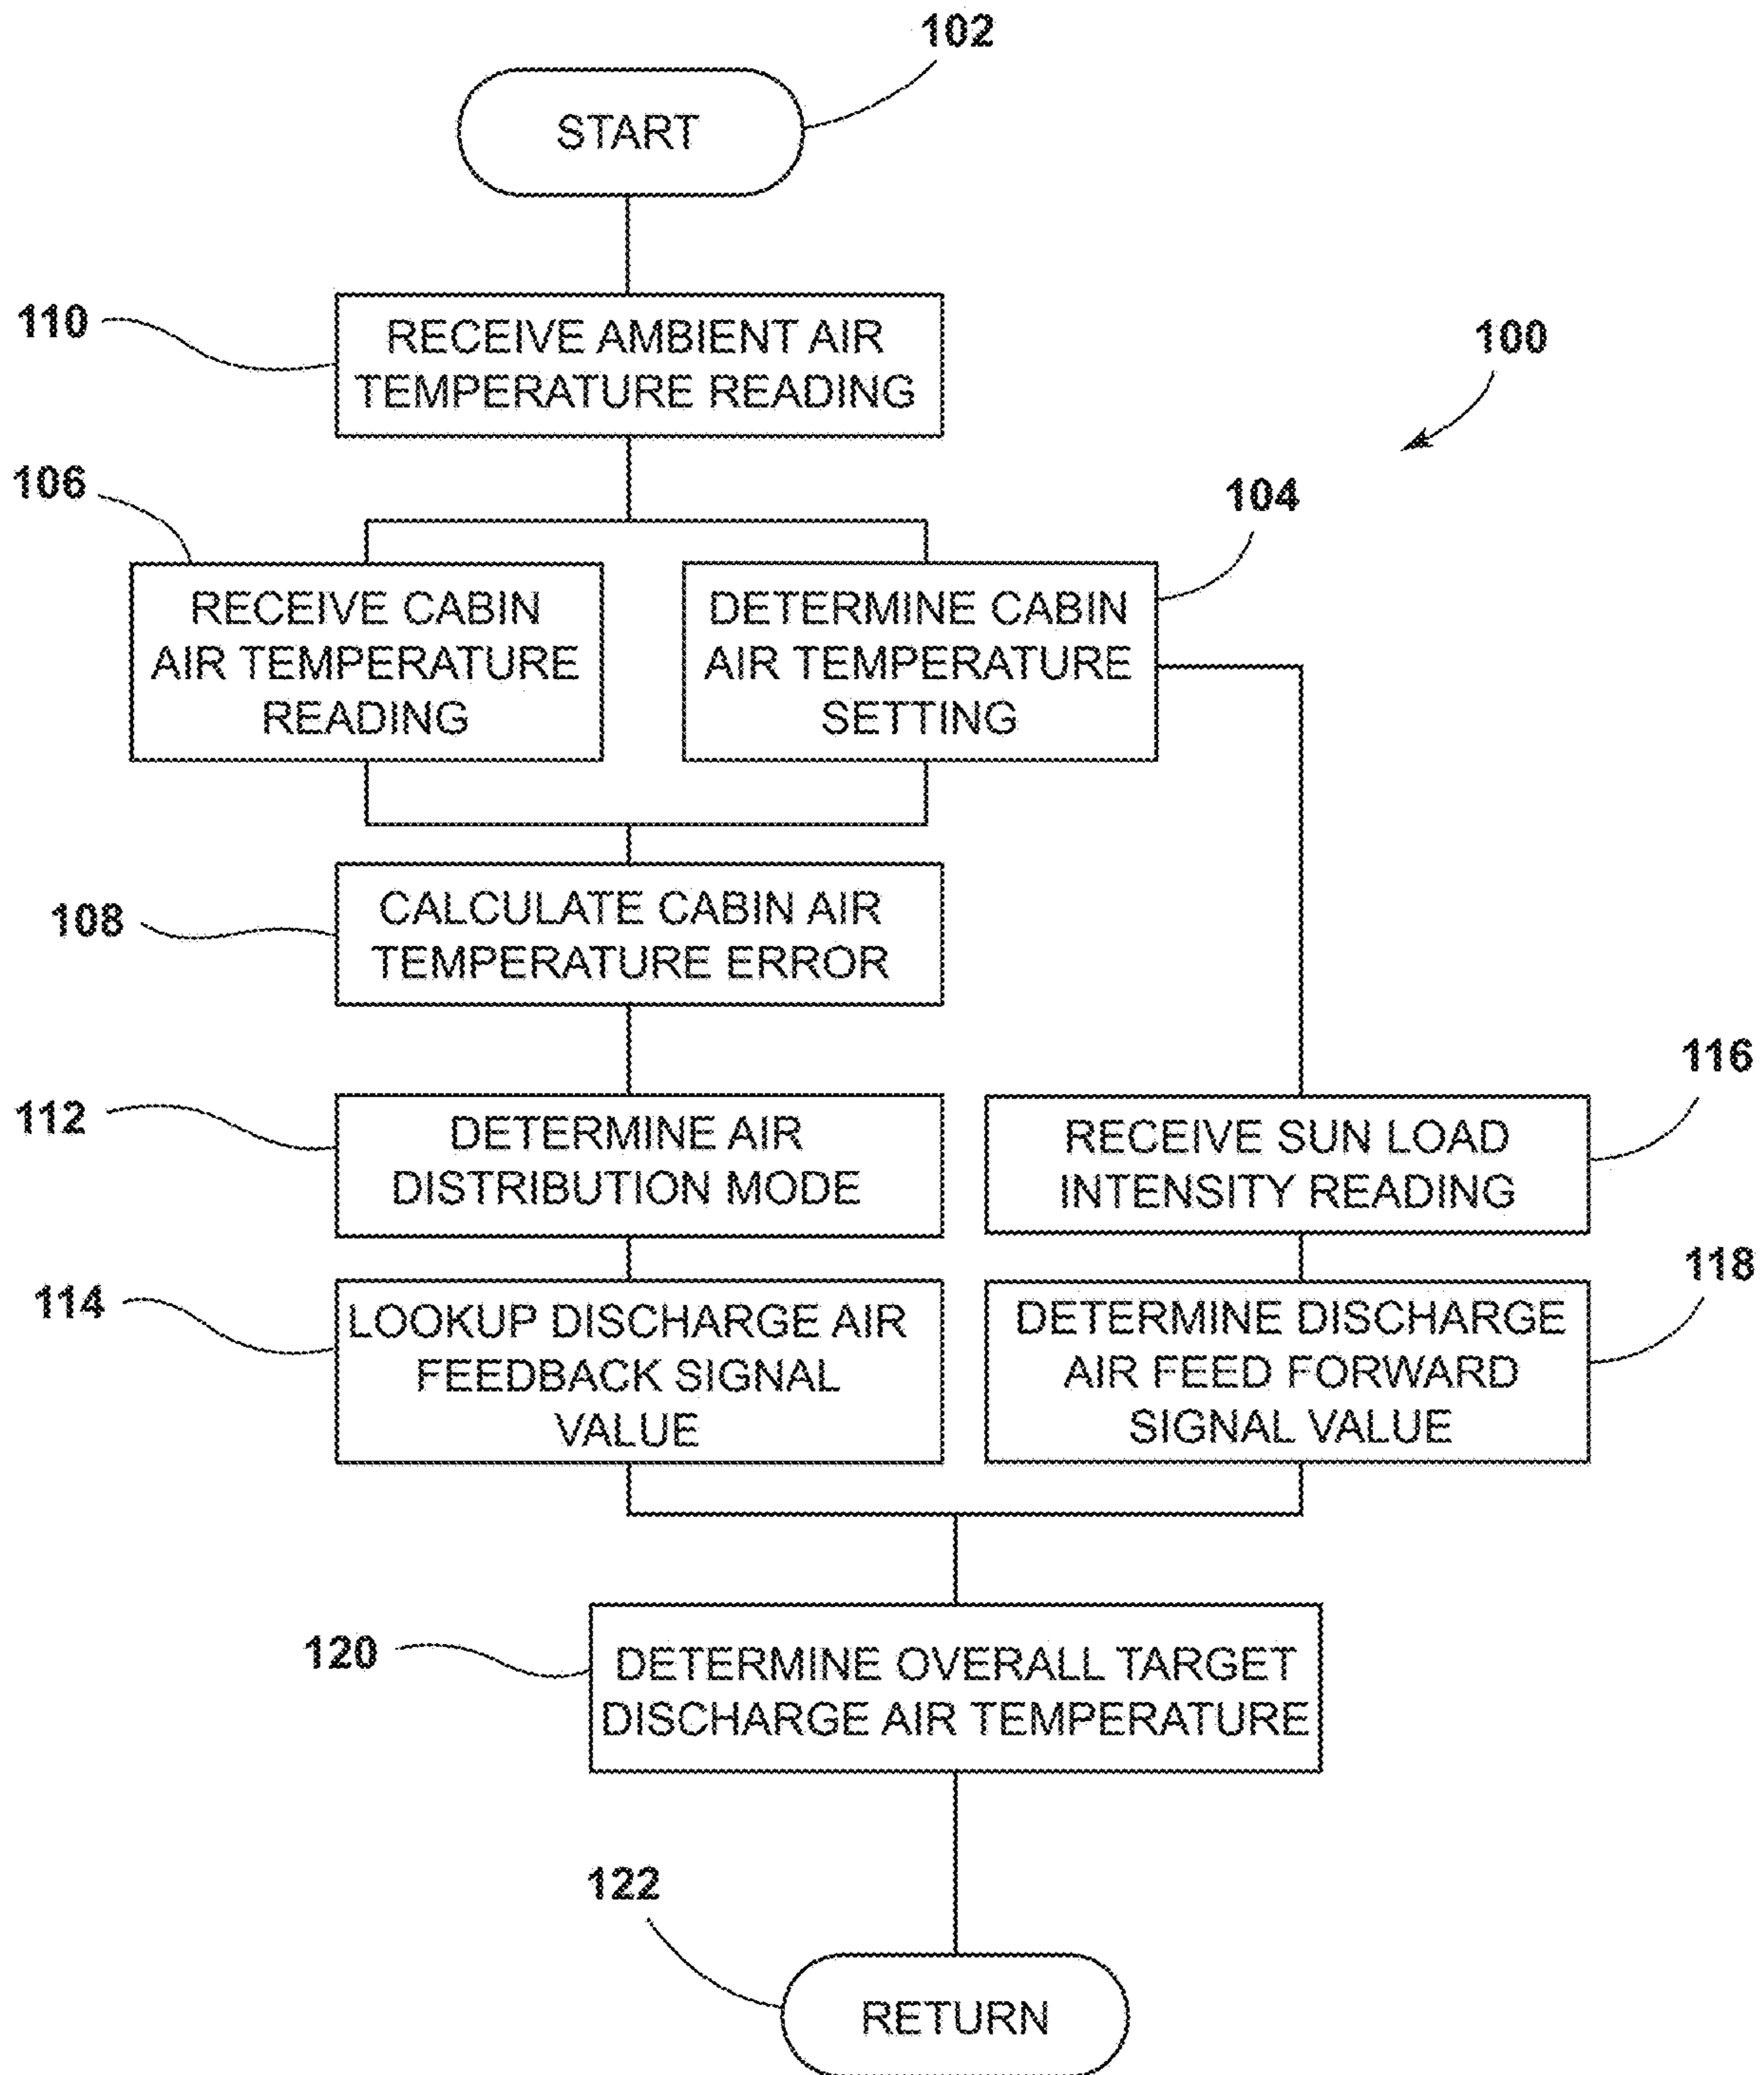 102
START
110
RECEIVE AMBIENT AIR
TEMPERATURE READING
100
106
104
RECEIVE CABIN
AIR TEMPERATURE
READING
DETERMINE CABIN
AIR TEMPERATURE
SETTING
108
CALCULATE CABIN AIR
TEMPERATURE ERROR
112
DETERMINE AIR
DISTRIBUTION MODE
116
RECEIVE SUN LOAD
INTENSITY READING
114
LOOKUP DISCHARGE AIR
FEEDBACK SIGNAL
VALUE
118
DETERMINE DISCHARGE
AIR FEED FORWARD
SIGNAL VALUE
120
DETERMINE OVERALL TARGET
DISCHARGE AIR TEMPERATURE
122
RETURN